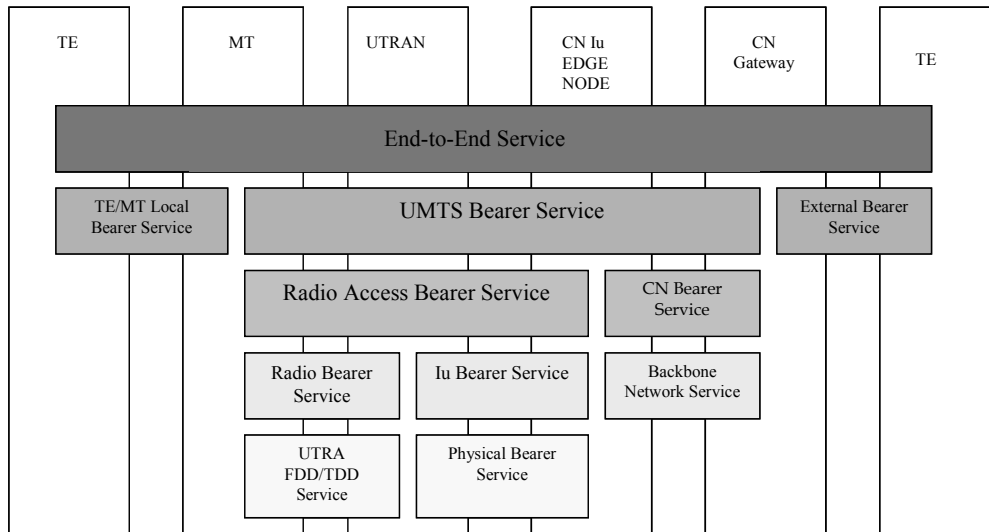 TE
MT
UTRAN
CN Iu
EDGE
NODE
CN
Gateway
TE
End-to-End Service
TE/MT Local
Bearer Service
UMTS Bearer Service
External Bearer
Service
Radio Access Bearer Service
CN Bearer
Service
Radio Bearer
Service
Iu Bearer Service
Backbone
Network Service
UTRA
FDD/TDD
Service
Physical Bearer
Service